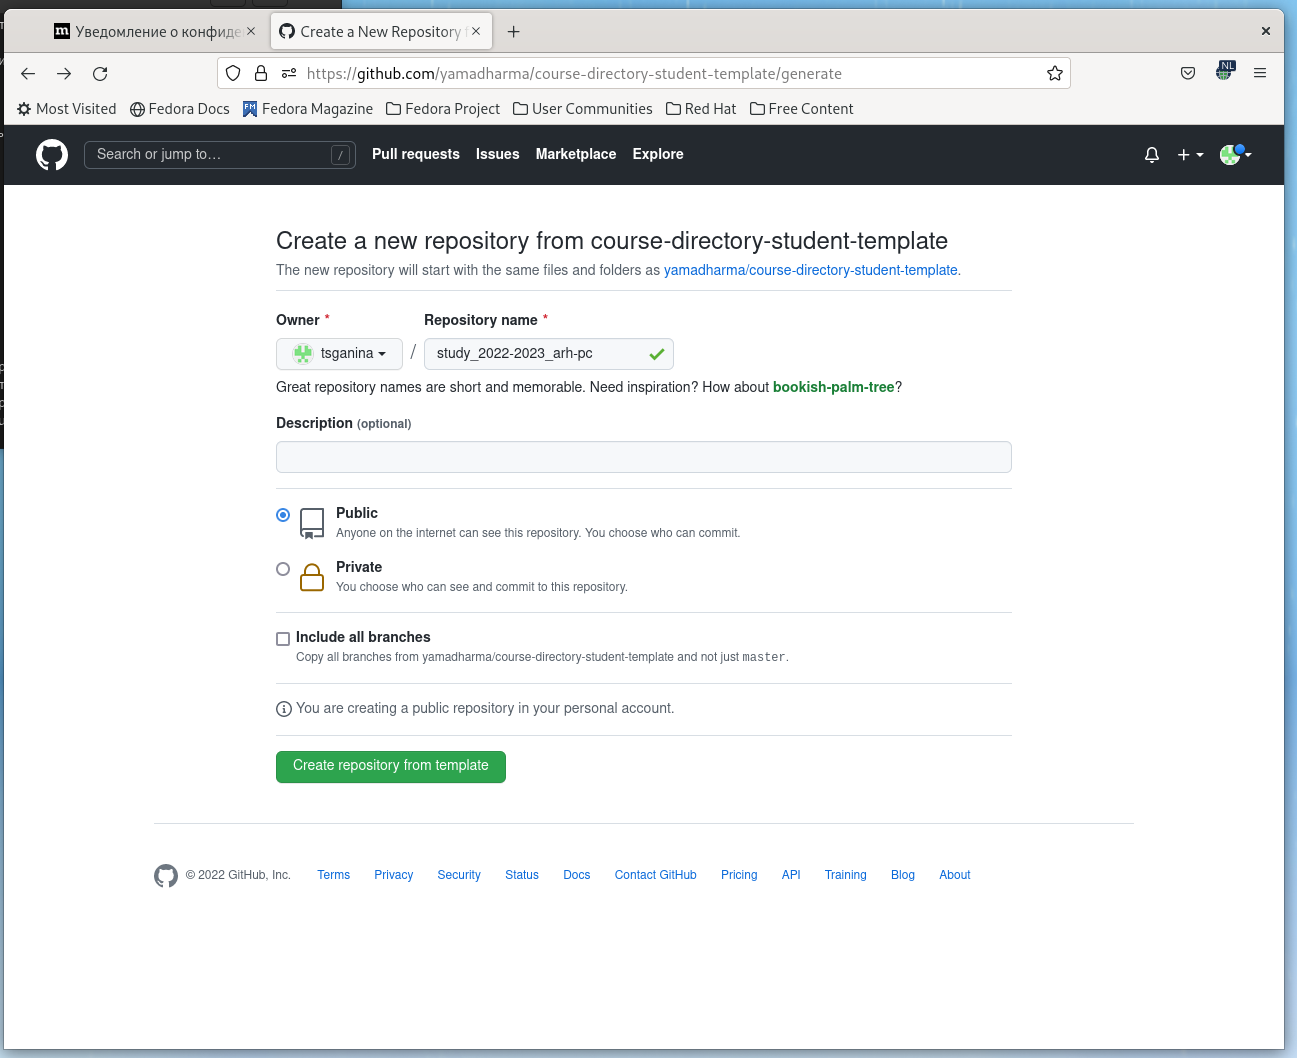 m Уведомление о конфиде
Create a New Repository f
https://github.com/yamadharma/course-directory-student-template/generate
NL
Most Visited Fedora Docs FM Fedora Magazine Fedora Project User Communities Red Hat Free Content
Search or jump to… / Pull requests Issues Marketplace Explore
Create a new repository from course-directory-student-template
The new repository will start with the same files and folders as yamadharma/course-directory-student-template.
Owner * Repository name *
tsganina / study_2022-2023_arh-pc
Great repository names are short and memorable. Need inspiration? How about bookish-palm-tree?
Description (optional)
Public
Anyone on the internet can see this repository. You choose who can commit.
Private
You choose who can see and commit to this repository.
Include all branches
Copy all branches from yamadharma/course-directory-student-template and not just master.
You are creating a public repository in your personal account.
Create repository from template
© 2022 GitHub, Inc. Terms Privacy Security Status Docs Contact GitHub Pricing API Training Blog About